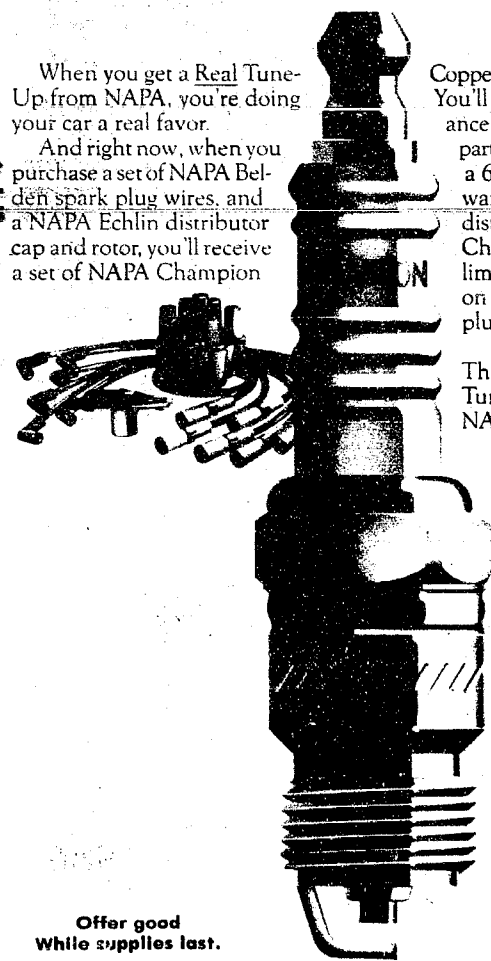 When you get a Real Tune-
Up from NAPA, you're doing
your car a real favor.
And right now, when you
purchase a set of NAPA Bel-
den spark plug wires, and
a NAPA Echlin distributor
cap and rotor, you'll receive
a set of NAPA Champion
Coppe
You'll
ance
part
a 6
wa
dis
Ch
lim
on
plu
Th
Tu
NA
ON
Offer good
While supplies last.